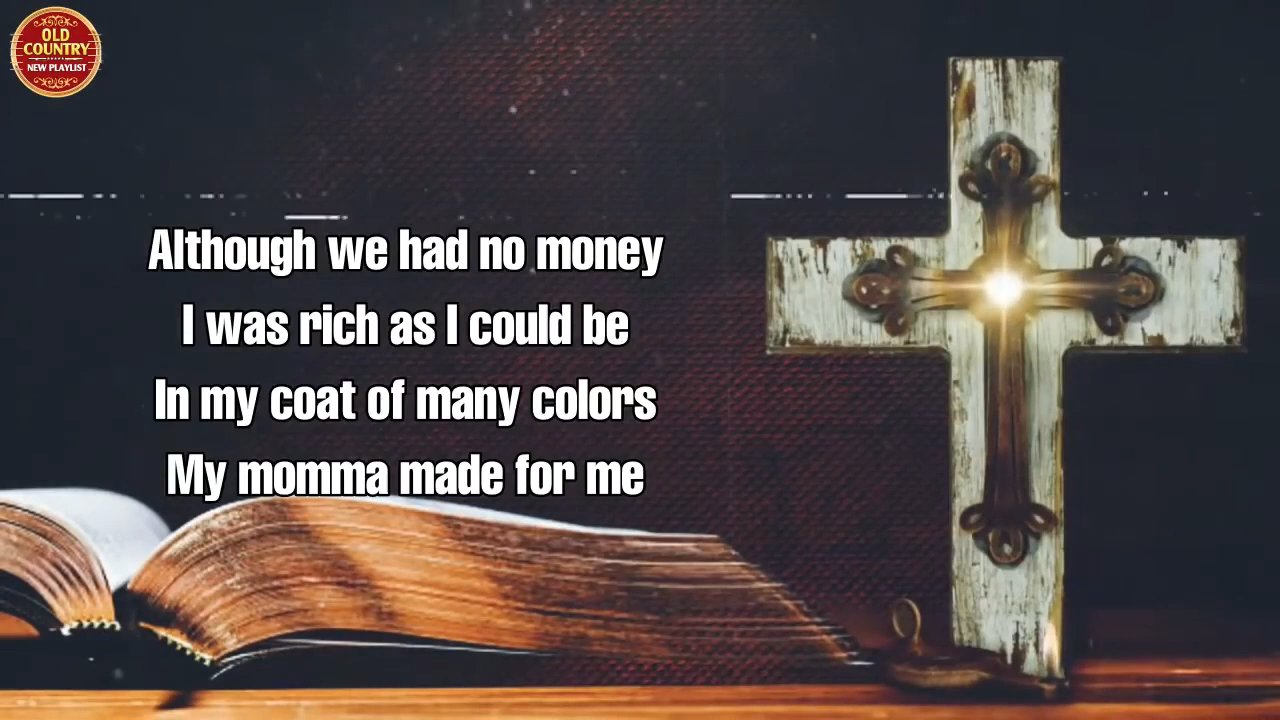 OLD
COUNTRY
NEW PLAYLIST
Although we had no money
I was rich as I could be
In my coat of many colors
My momma made for me